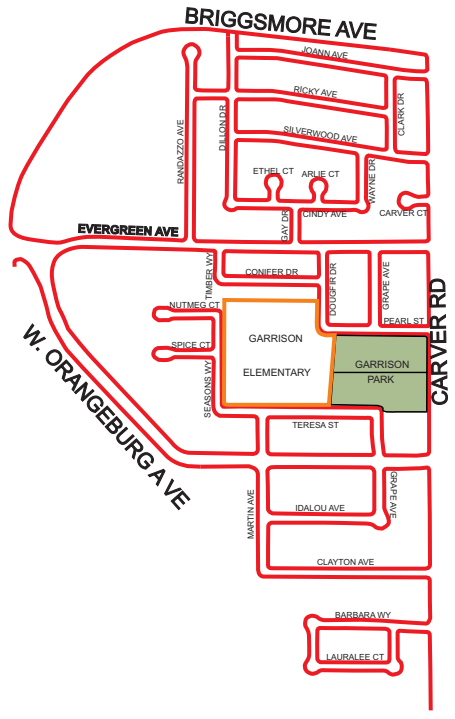 BRIGGSMORE AVE
JOANN AVE
RICKY AVE
CLARK DR
DILLON DR
SILVERWOOD AVE
RANDAZZO AVE
ETHEL CT
ARLIE CT
WAYNE DR
CARVER CT
CINDY AVE
GAY DR
EVERGREEN AVE
TIMBER WY
CONIFER DR
DOUGFIR DR
GRAPE AVE
NUTMEG CT
PEARL ST
CARVER RD
GARRISON
ELEMENTARY
SPICE CT
GARRISON
PARK
SEASONS WY
W. ORANGEBURG AVE
TERESA ST
GRAPE AVE
MARTIN AVE
IDALOU AVE
CLAYTON AVE
BARBARA WY
LAURALEE CT